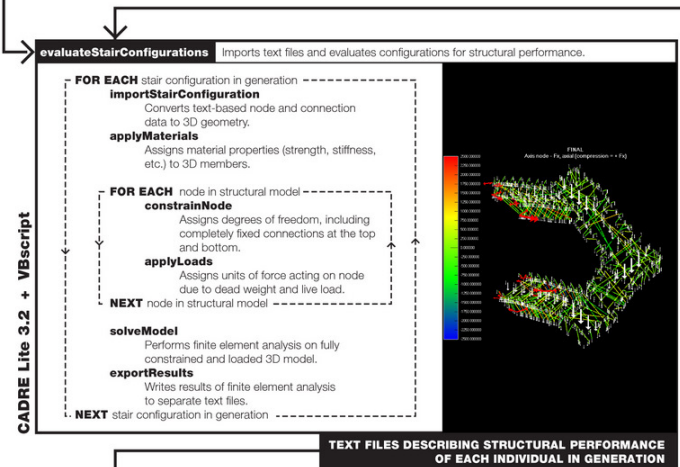 evaluateStairConfigurations Imports text files and evaluates configurations for structural performance.
FOR EACH stair configuration in generation
importStairConfiguration
Converts text-based node and connection
data to 3D geometry.
applyMaterials
Assigns material properties (strength, stiffness,
etc.) to 3D members.
FOR EACH node in structural model
constrainNode
Assigns degrees of freedom, including
completely fixed connections at the top
and bottom.
applyLoads
Assigns units of force acting on node
due to dead weight and live load.
NEXT node in structural model
solveModel
Performs finite element analysis on fully
constrained and loaded 3D model.
exportResults
Writes results of finite element analysis
to separate text files.
NEXT stair configuration in generation
CADRE Lite 3.2 + VBscript
FINAL
Axis node - Fx, axial (compression = + Fx)
TEXT FILES DESCRIBING STRUCTURAL PERFORMANCE
OF EACH INDIVIDUAL IN GENERATION